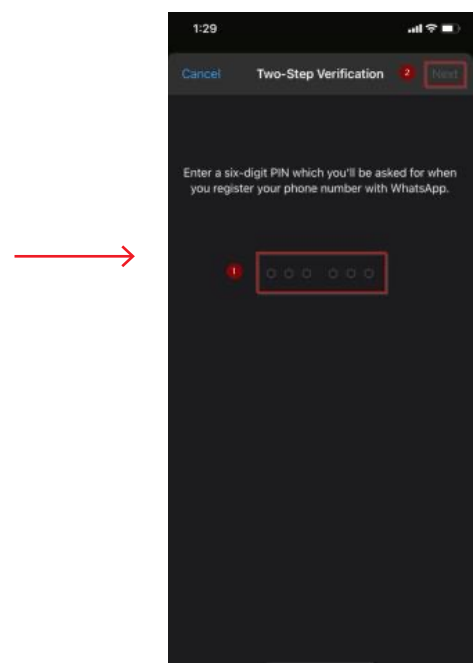 1:29
Cancel Two-Step Verification 2 Next
Enter a six-digit PIN which you'll be asked for when
you register your phone number with WhatsApp.
1